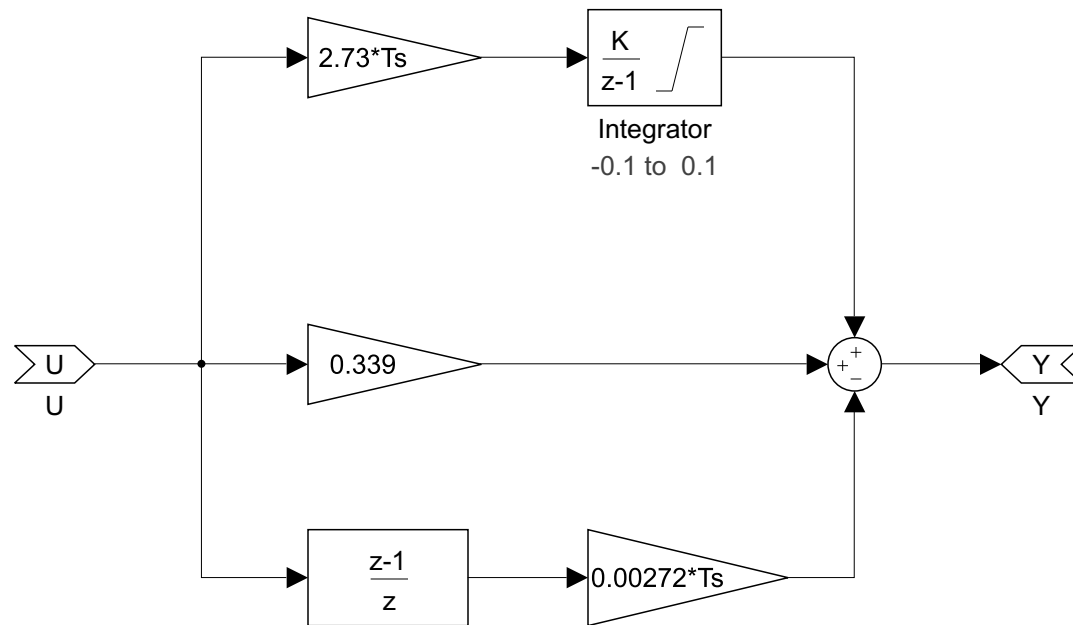 2.73*Ts
K
z-1
Integrator
-0.1 to  0.1
U
U
0.339
+
+
−
Y
Y
z-1
z
0.00272*Ts